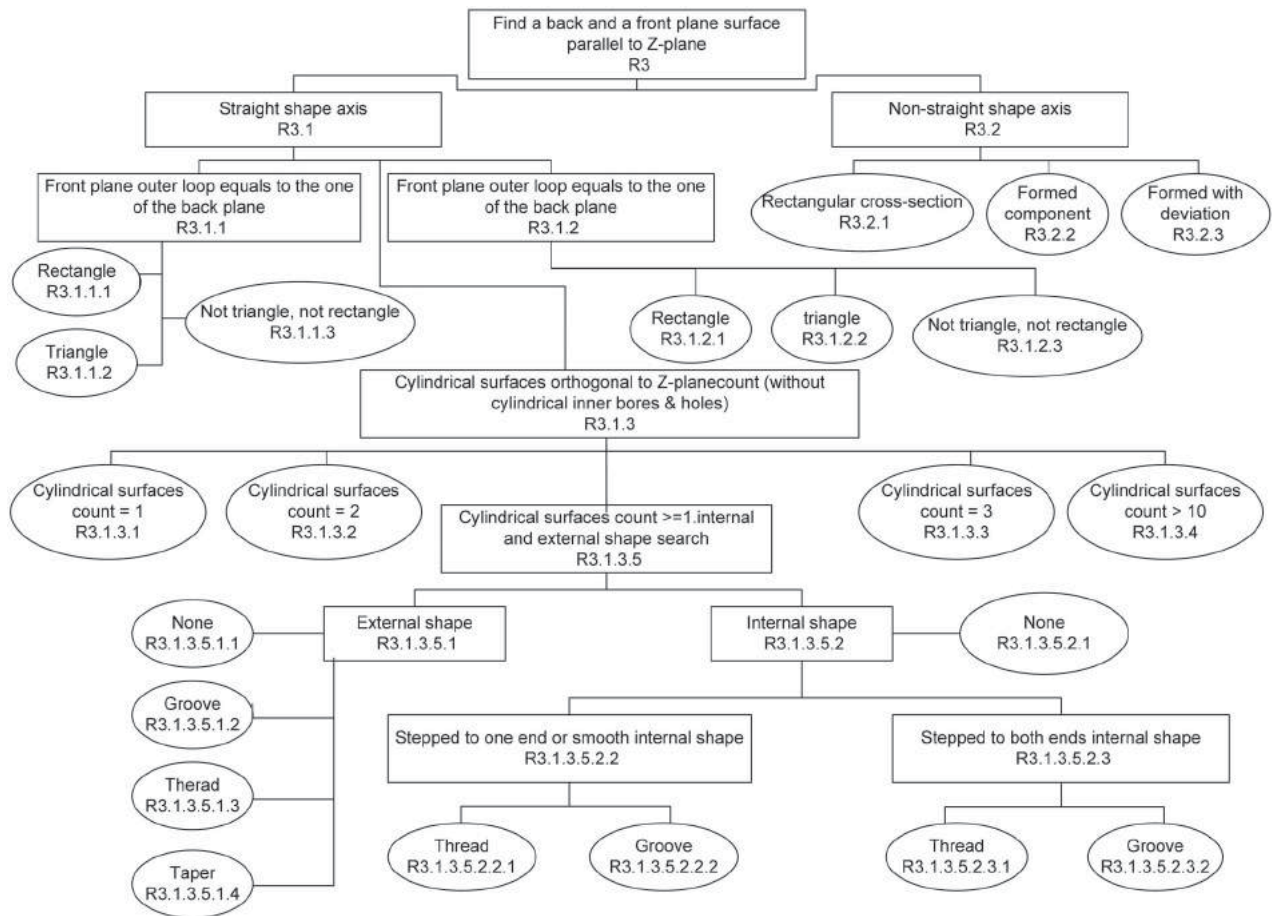 Find a back and a front plane surface
parallel to Z-plane
R3
Straight shape axis
R3.1
Non-straight shape axis
R3.2
Front plane outer loop equals to the one
of the back plane
R3.1.1
Front plane outer loop equals to the one
of the back plane
R3.1.2
Rectangular cross-section
R3.2.1
Formed
component
R3.2.2
Formed with
deviation
R3.2.3
Rectangle
R3.1.1.1
Not triangle, not rectangle
R3.1.1.3
Triangle
R3.1.1.2
Rectangle
R3.1.2.1
triangle
R3.1.2.2
Not triangle, not rectangle
R3.1.2.3
Cylindrical surfaces orthogonal to Z-planecount (without
cylindrical inner bores & holes)
R3.1.3
Cylindrical surfaces
count = 1
R3.1.3.1
Cylindrical surfaces
count = 2
R3.1.3.2
Cylindrical surfaces count >=1.internal
and external shape search
R3.1.3.5
Cylindrical surfaces
count = 3
R3.1.3.3
Cylindrical surfaces
count > 10
R3.1.3.4
None
R3.1.3.5.1.1
External shape
R3.1.3.5.1
Internal shape
R3.1.3.5.2
None
R3.1.3.5.2.1
Groove
R3.1.3.5.1.2
Therad
R3.1.3.5.1.3
Taper
R3.1.3.5.1.4
Stepped to one end or smooth internal shape
R3.1.3.5.2.2
Stepped to both ends internal shape
R3.1.3.5.2.3
Thread
R3.1.3.5.2.2.1
Groove
R3.1.3.5.2.2.2
Thread
R3.1.3.5.2.3.1
Groove
R3.1.3.5.2.3.2